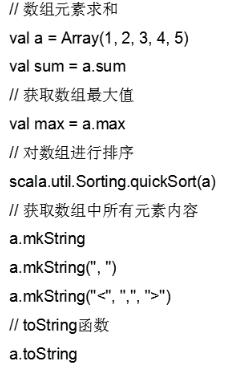 // 数组元素求和
val a = Array(1, 2, 3, 4, 5)
val sum = a.sum
// 获取数组最大值
val max = a.max
// 对数组进行排序
scala.util.Sorting.quickSort(a)
// 获取数组中所有元素内容
a.mkString
a.mkString(", ")
a.mkString("<", ",", ">")
// toString函数
a.toString